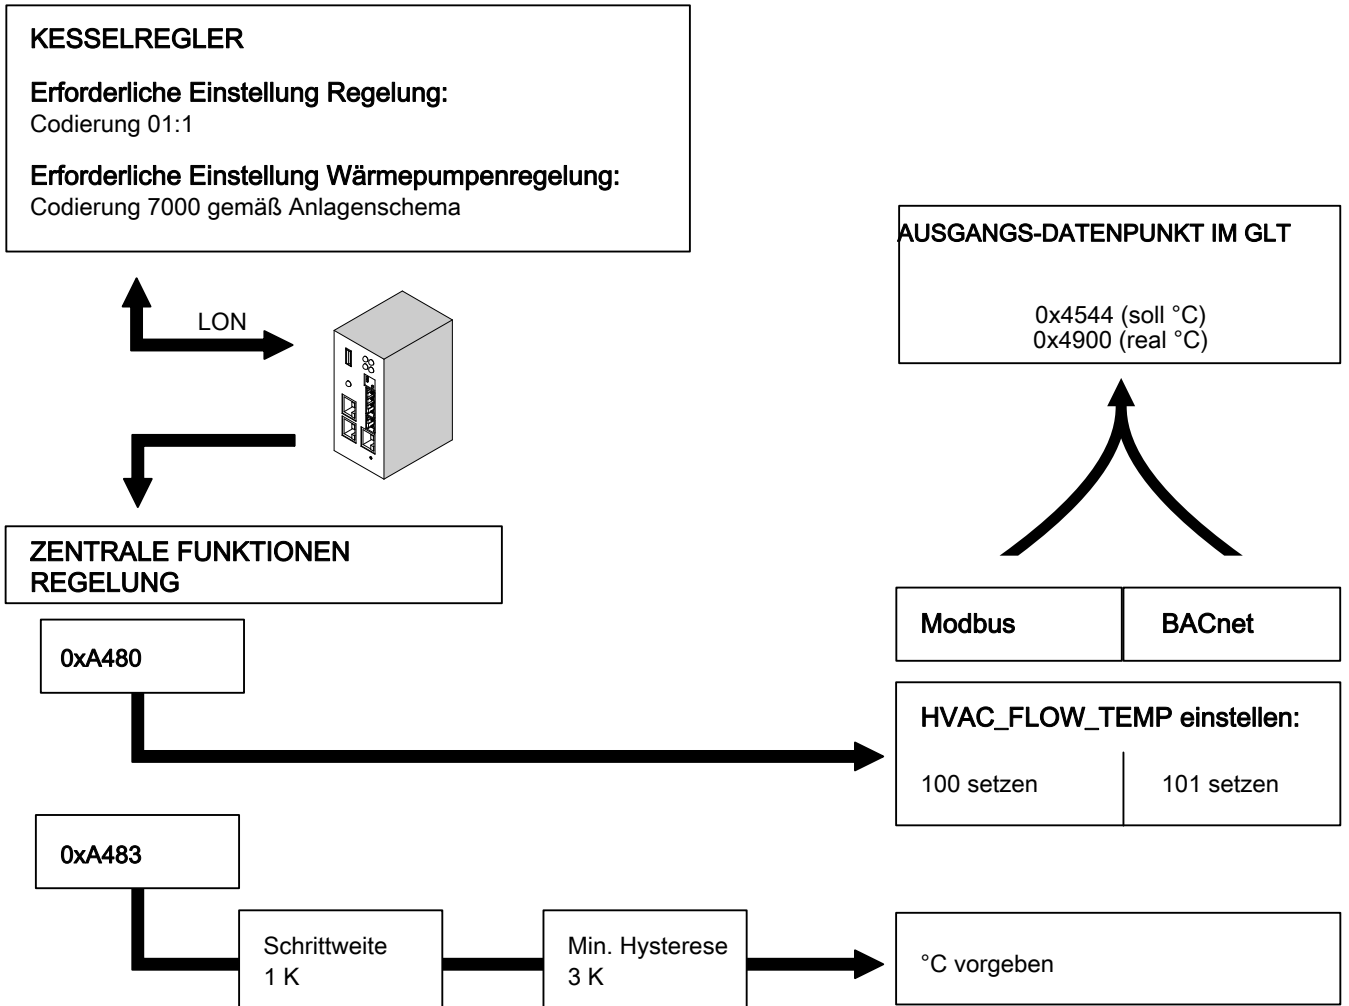 KESSELREGLER
Erforderliche Einstellung Regelung:
Codierung 01:1
Erforderliche Einstellung Wärmepumpenregelung:
Codierung 7000 gemäß Anlagenschema
AUSGANGS-DATENPUNKT IM GLT
0x4544 (soll °C)
0x4900 (real °C)
LON
ZENTRALE FUNKTIONEN
REGELUNG
Modbus
BACnet
0xA480
HVAC_FLOW_TEMP einstellen:
100 setzen
101 setzen
0xA483
Schrittweite
1 K
Min. Hysterese
3 K
°C vorgeben